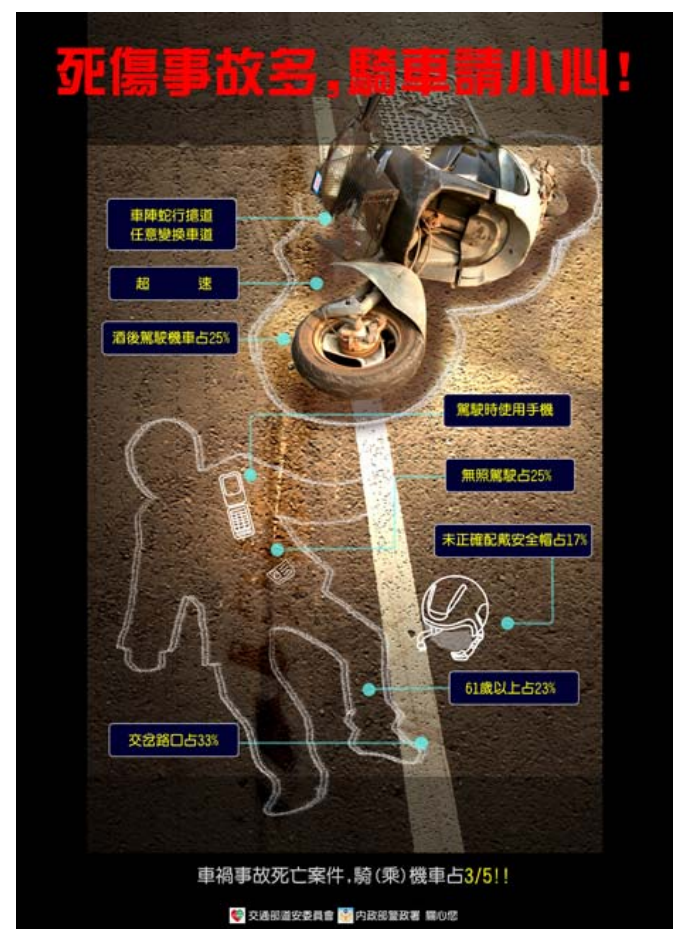 死傷事故多,騎車請小心!
車陣蛇行搶道
任意變換車道
超 速
酒後駕駛機車占25%
駕駛時使用手機
無照駕駛占25%
未正確配戴安全帽占17%
61歲以上占23%
交岔路口占33%
車禍事故死亡案件,騎(乘)機車占3/5!!
交通部道安委員會 內政部警政署 關心您